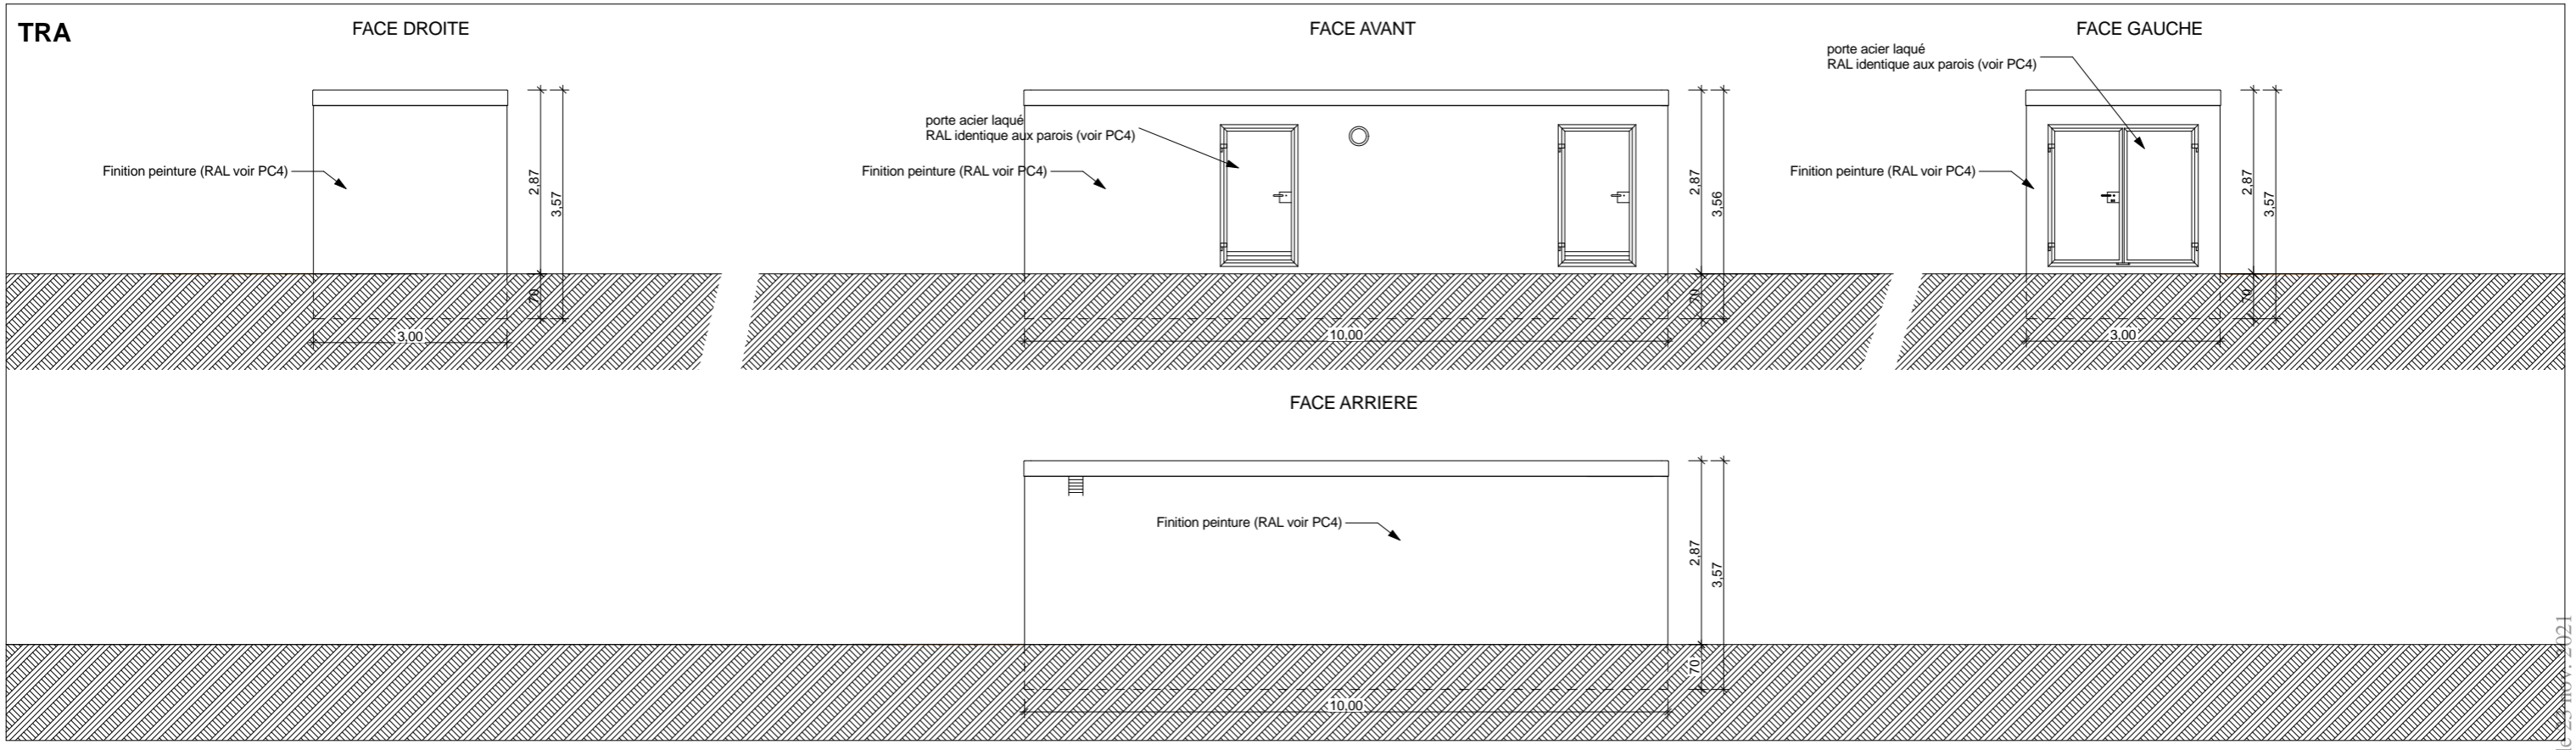 TRA
FACE DROITE
Finition peinture (RAL voir PC4)
2,87
3,57
70
3,00
FACE AVANT
porte acier laqué
RAL identique aux parois (voir PC4)
Finition peinture (RAL voir PC4)
2,87
3,56
70
10,00
FACE GAUCHE
porte acier laqué
RAL identique aux parois (voir PC4)
Finition peinture (RAL voir PC4)
2,87
3,57
70
3,00
FACE ARRIERE
Finition peinture (RAL voir PC4)
2,87
3,57
70
10,00
2021